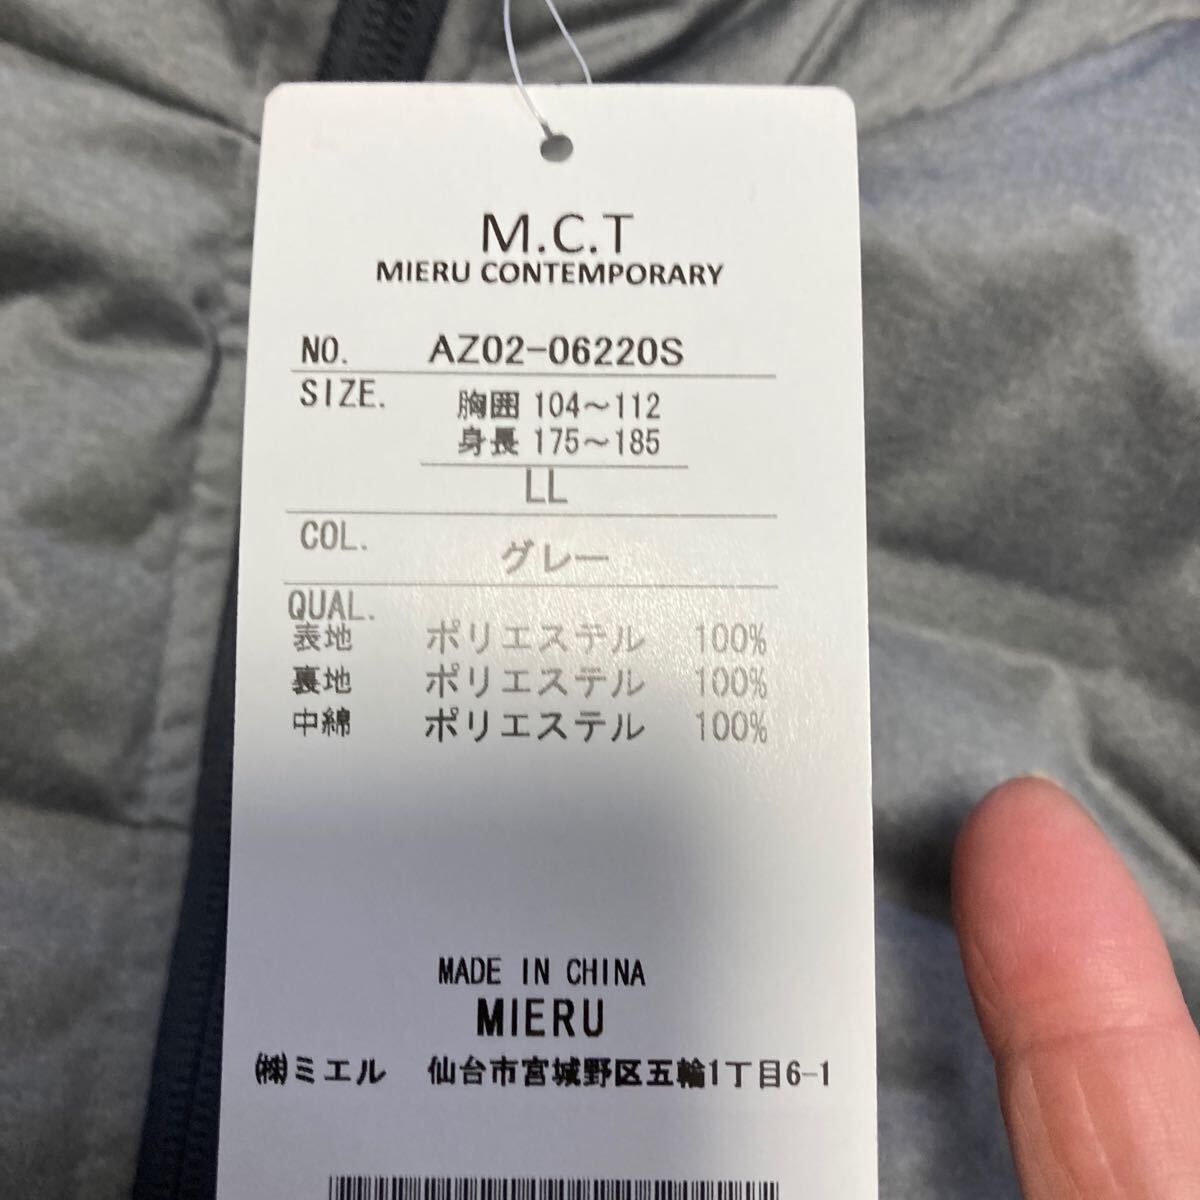 M.C.T
MIERU CONTEMPORARY
NO. AZ02-06220S
SIZE. 胸囲 104～112
身長 175～185
LL
COL. グレー
QUAL.
表地 ポリエステル 100%
裏地 ポリエステル 100%
中綿 ポリエステル 100%
MADE IN CHINA
MIERU
㈱ミエル 仙台市宮城野区五輪1丁目6-1